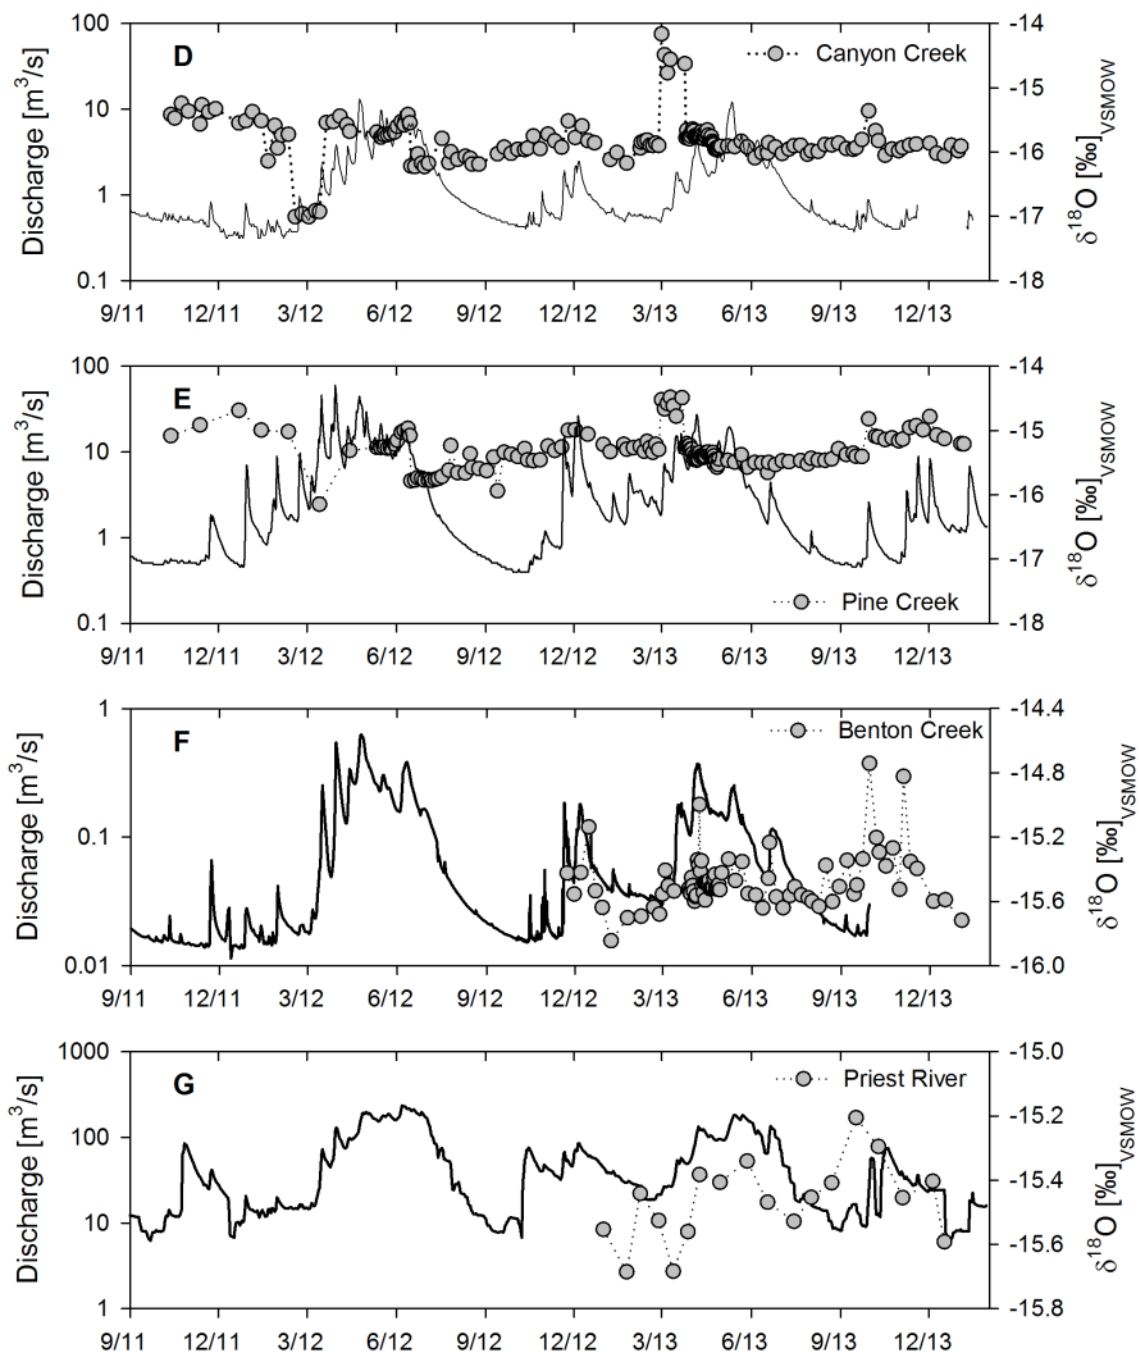 D
Canyon Creek
Discharge [m³/s]
100
10
1
0.1
δ¹⁸O [‰]VSMOW
-14
-15
-16
-17
-18
9/11 12/11 3/12 6/12 9/12 12/12 3/13 6/13 9/13 12/13
E
Pine Creek
Discharge [m³/s]
100
10
1
0.1
δ¹⁸O [‰]VSMOW
-14
-15
-16
-17
-18
9/11 12/11 3/12 6/12 9/12 12/12 3/13 6/13 9/13 12/13
F
Benton Creek
Discharge [m³/s]
1
0.1
0.01
δ¹⁸O [‰]VSMOW
-14.4
-14.8
-15.2
-15.6
-16.0
9/11 12/11 3/12 6/12 9/12 12/12 3/13 6/13 9/13 12/13
G
Priest River
Discharge [m³/s]
1000
100
10
1
δ¹⁸O [‰]VSMOW
-15.0
-15.2
-15.4
-15.6
-15.8
9/11 12/11 3/12 6/12 9/12 12/12 3/13 6/13 9/13 12/13